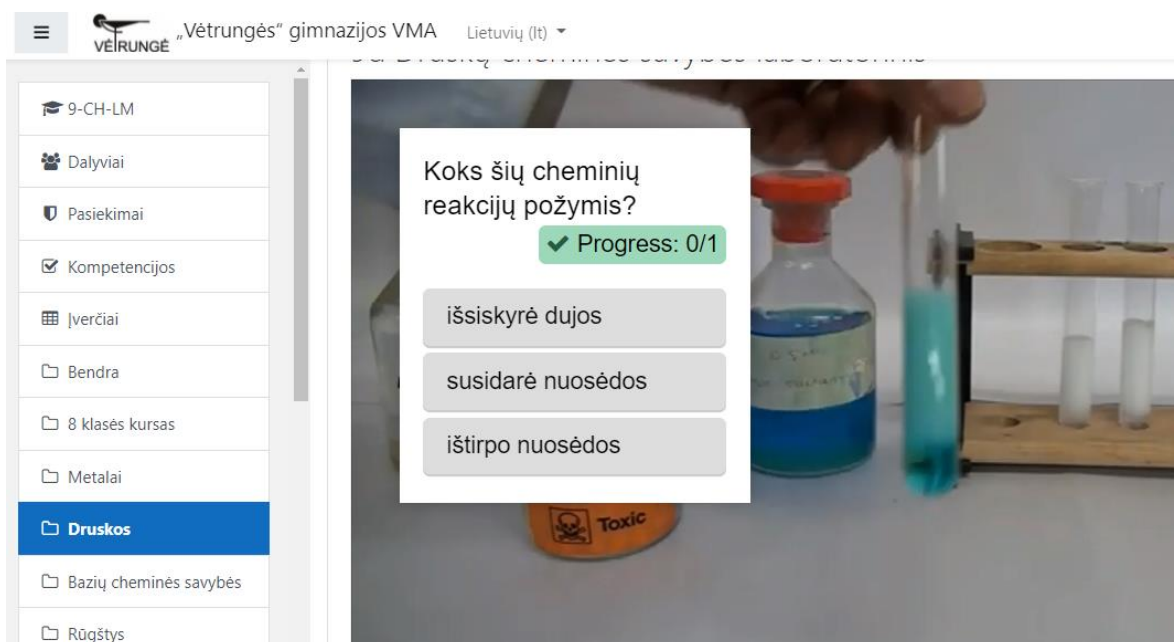 VĖTRUNGĖ „Vėtrungės“ gimnazijos VMA Lietuvių (lt)
9-CH-LM
Dalyviai
Pasiekimai
Kompetencijos
Įverčiai
Bendra
8 klasės kursas
Metalai
Druskos
Bazių cheminės savybės
Rūgštys
Koks šių cheminių
reakcijų požymis?
Progress: 0/1
išsiskyrė dujos
susidarė nuosėdos
ištirpo nuosėdos
Toxic